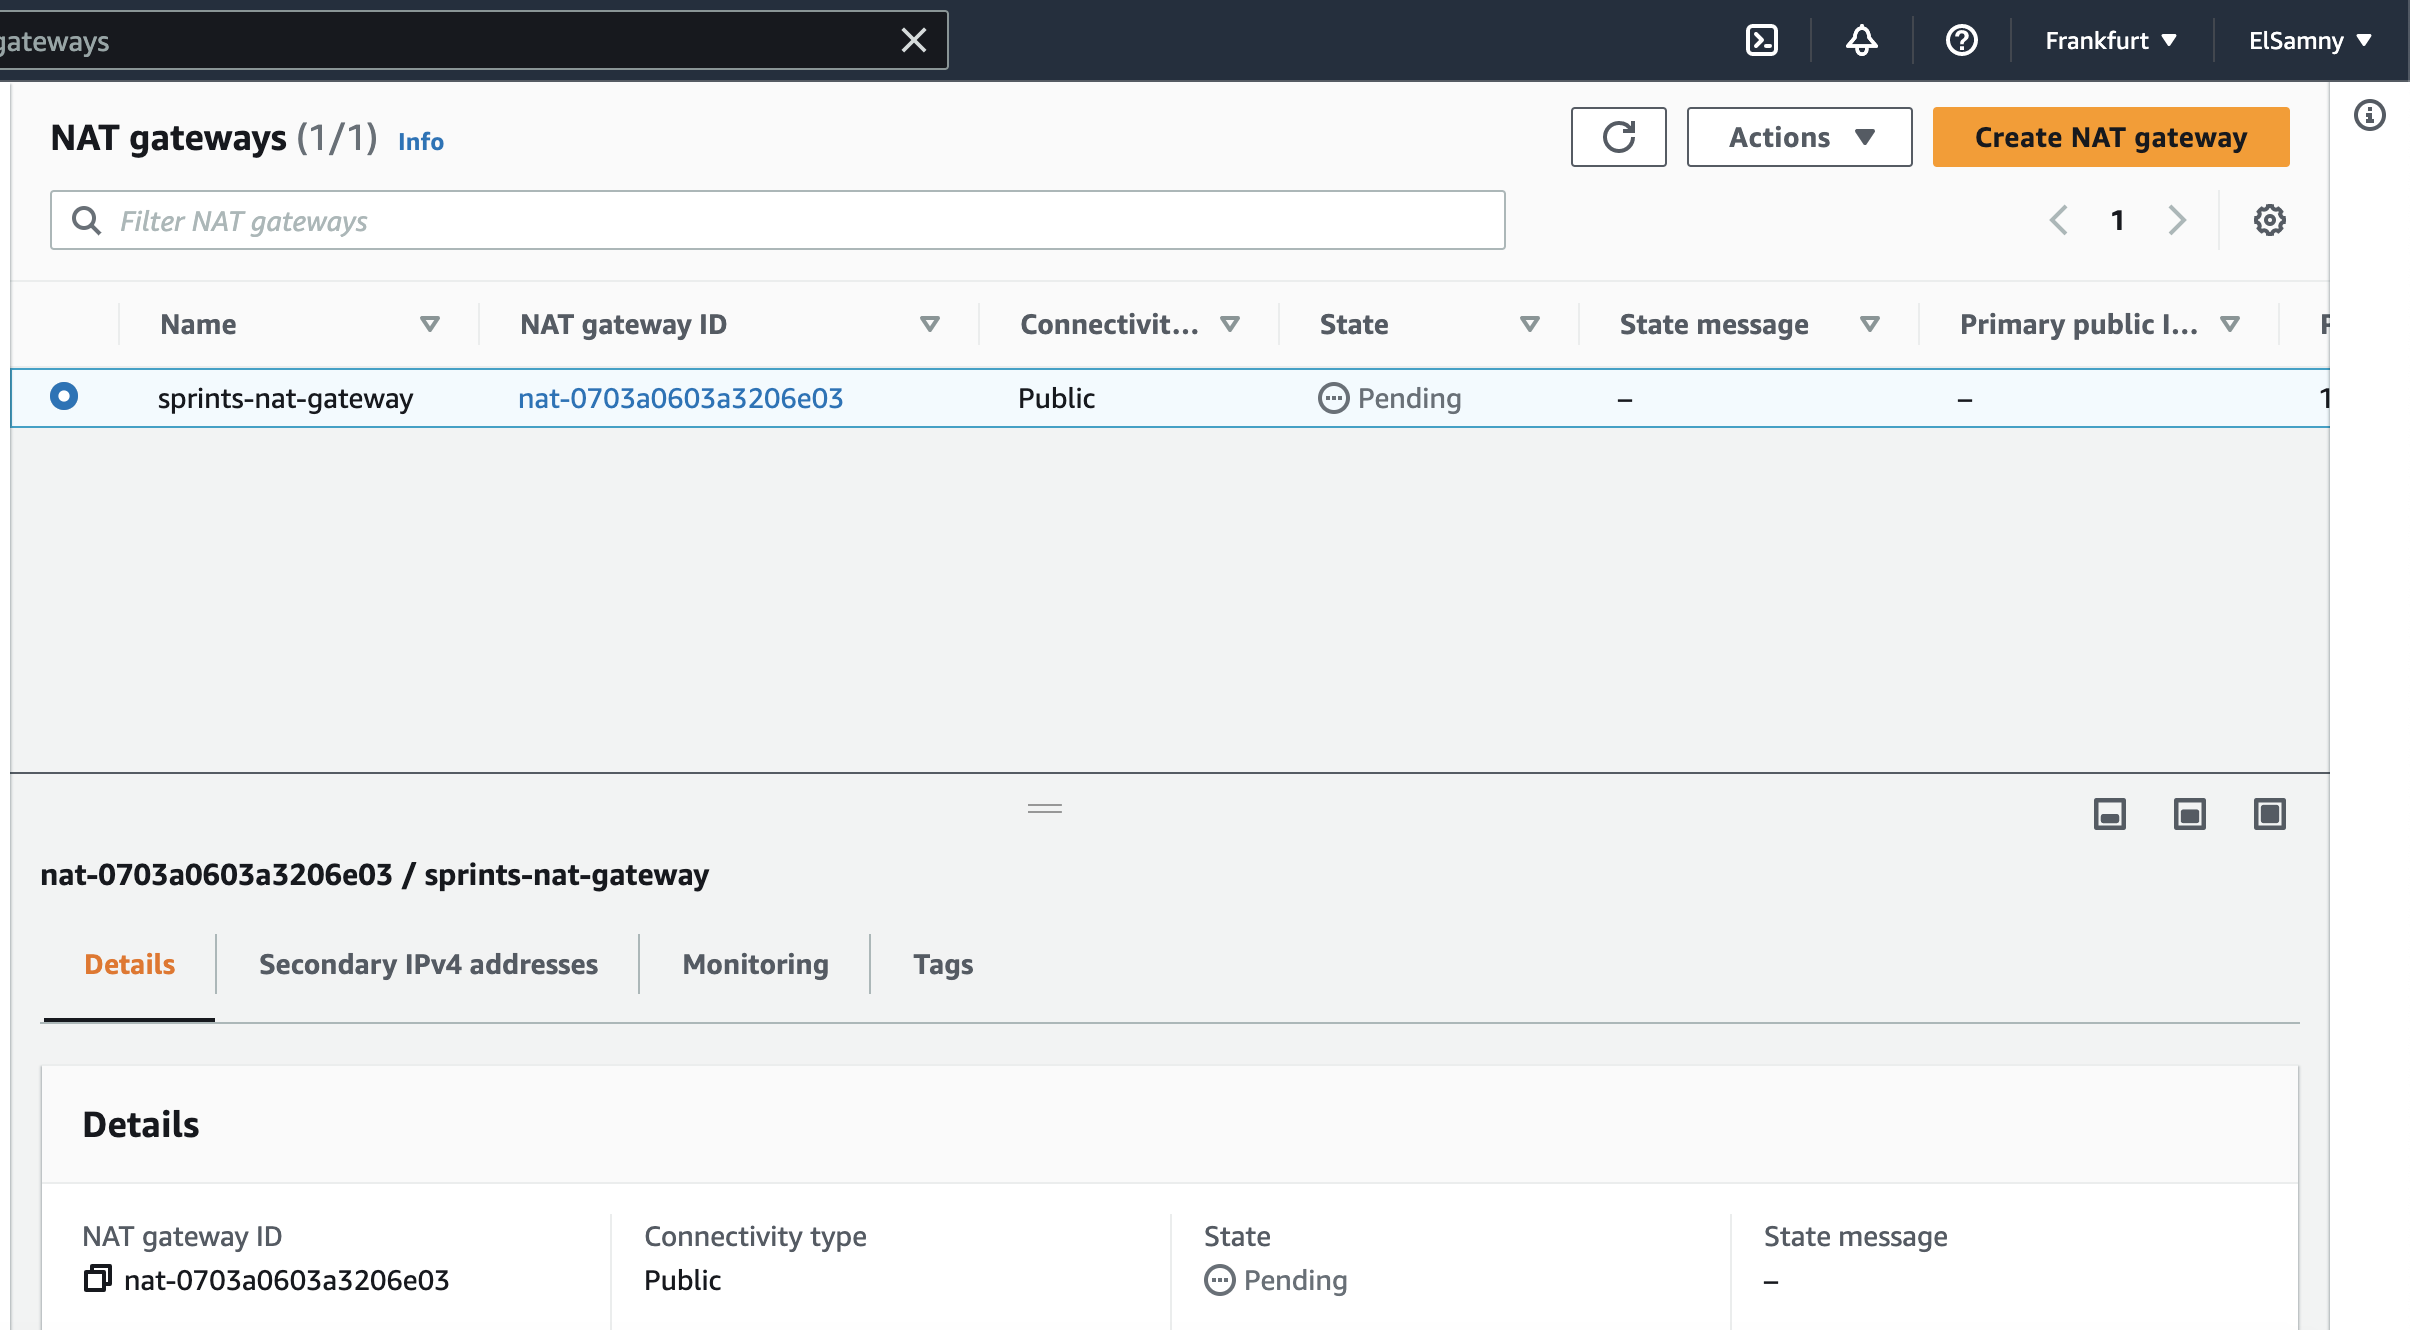 gateways
Frankfurt
ElSamny
NAT gateways (1/1) Info
Actions
Create NAT gateway
Filter NAT gateways
1
Name
NAT gateway ID
Connectivit...
State
State message
Primary public I...
sprints-nat-gateway
nat-0703a0603a3206e03
Public
Pending
–
–
1
nat-0703a0603a3206e03 / sprints-nat-gateway
Details
Secondary IPv4 addresses
Monitoring
Tags
Details
NAT gateway ID
Connectivity type
State
State message
nat-0703a0603a3206e03
Public
Pending
–